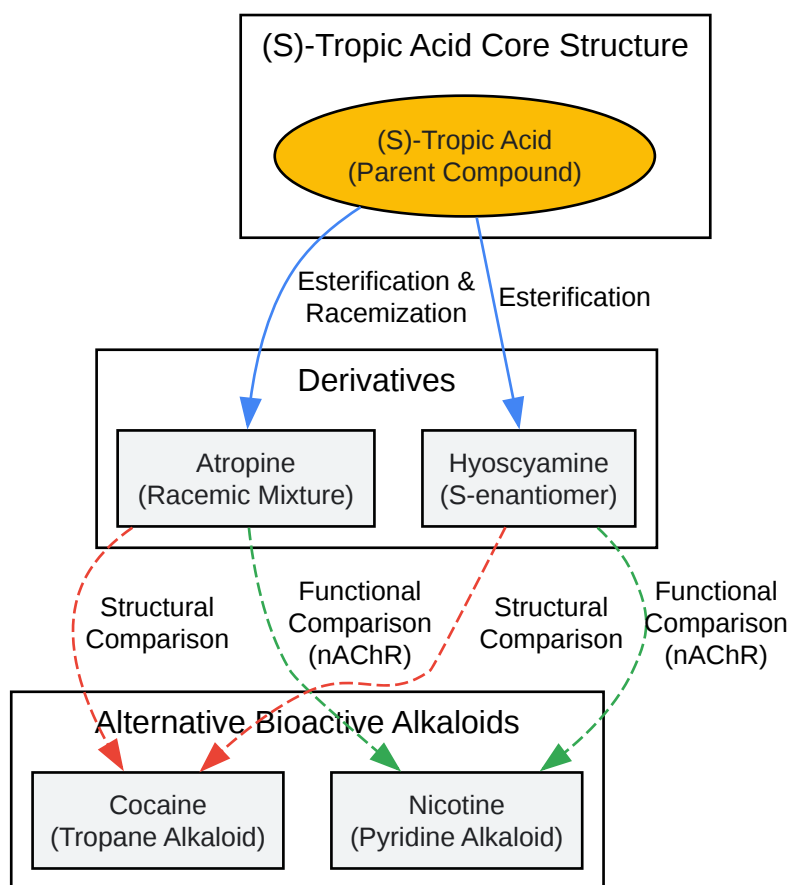 (S)-Tropic Acid Core Structure
(S)-Tropic Acid
(Parent Compound)
Esterification &
Racemization
Esterification
Derivatives
Atropine
(Racemic Mixture)
Hyoscyamine
(S-enantiomer)
Structural
Comparison
Functional
Comparison
(nAChR)
Structural
Comparison
Functional
Comparison
(nAChR)
Alternative Bioactive Alkaloids
Cocaine
(Tropane Alkaloid)
Nicotine
(Pyridine Alkaloid)